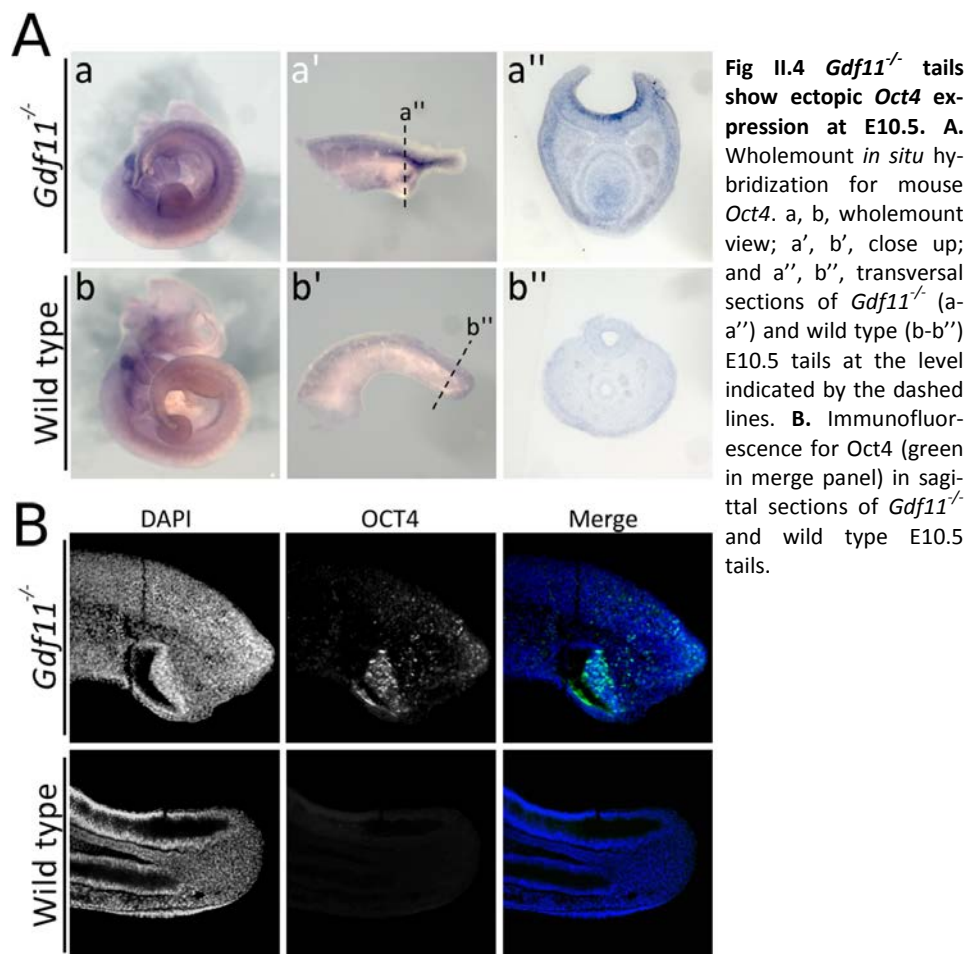 A
Gdf11-/-
a
a'
a''
a''
Wild type
b
b'
b''
b''
Fig II.4 Gdf11-/- tails
show ectopic Oct4 ex-
pression at E10.5. A.
Wholemount in situ hy-
bridization for mouse
Oct4. a, b, wholemount
view; a', b', close up;
and a'', b'', transversal
sections of Gdf11-/- (a-
a'') and wild type (b-b'')
E10.5 tails at the level
indicated by the dashed
lines. B. Immunofluor-
escence for Oct4 (green
in merge panel) in sagi-
ttal sections of Gdf11-/-
and wild type E10.5
tails.
B
DAPI
OCT4
Merge
Gdf11-/-
Wild type